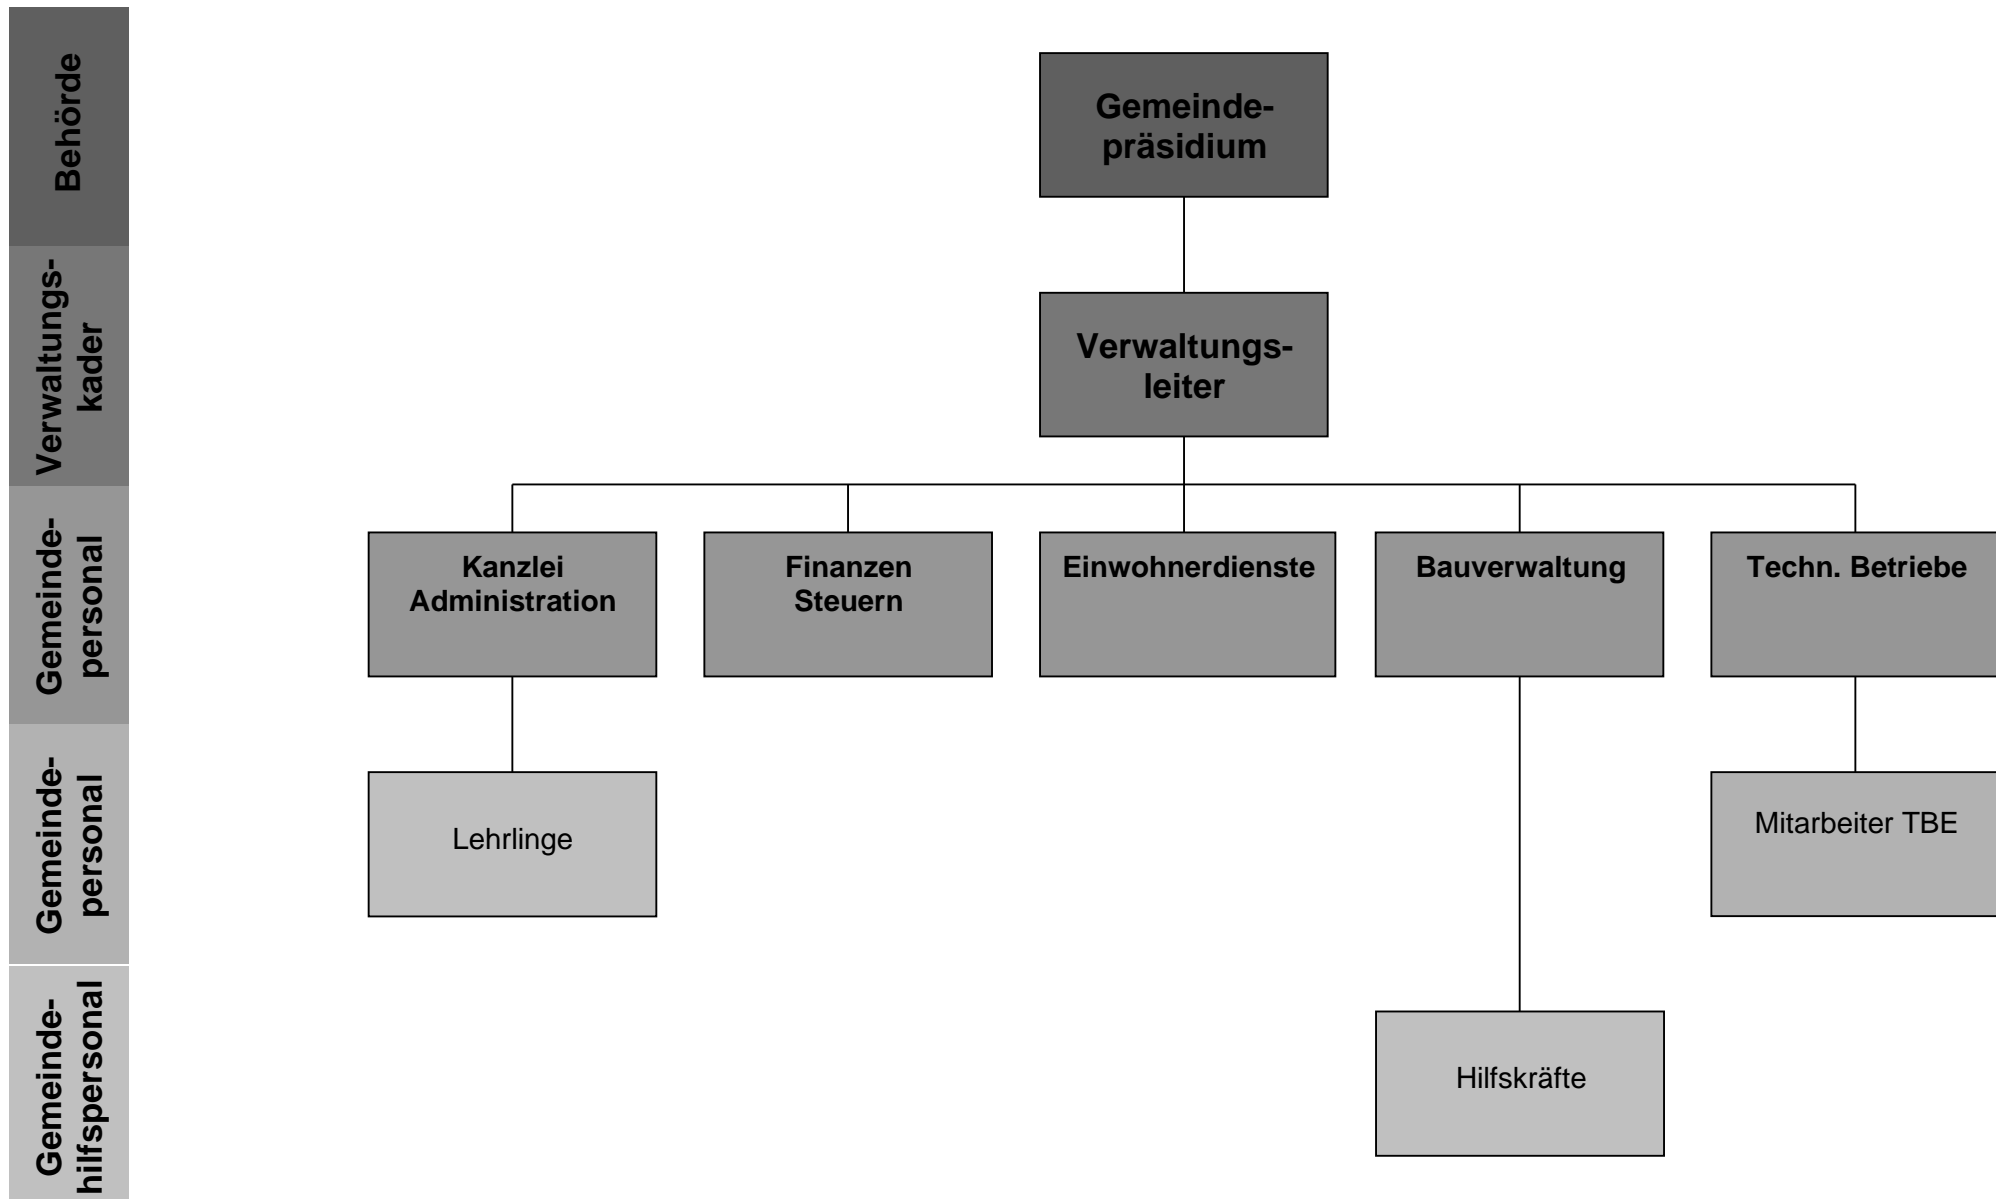 Behörde
Gemeinde-
präsidium
Verwaltungs-
kader
Verwaltungs-
leiter
Gemeinde-
personal
Kanzlei
Administration
Finanzen
Steuern
Einwohnerdienste
Bauverwaltung
Techn. Betriebe
Gemeinde-
personal
Lehrlinge
Mitarbeiter TBE
Gemeinde-
hilfspersonal
Hilfskräfte